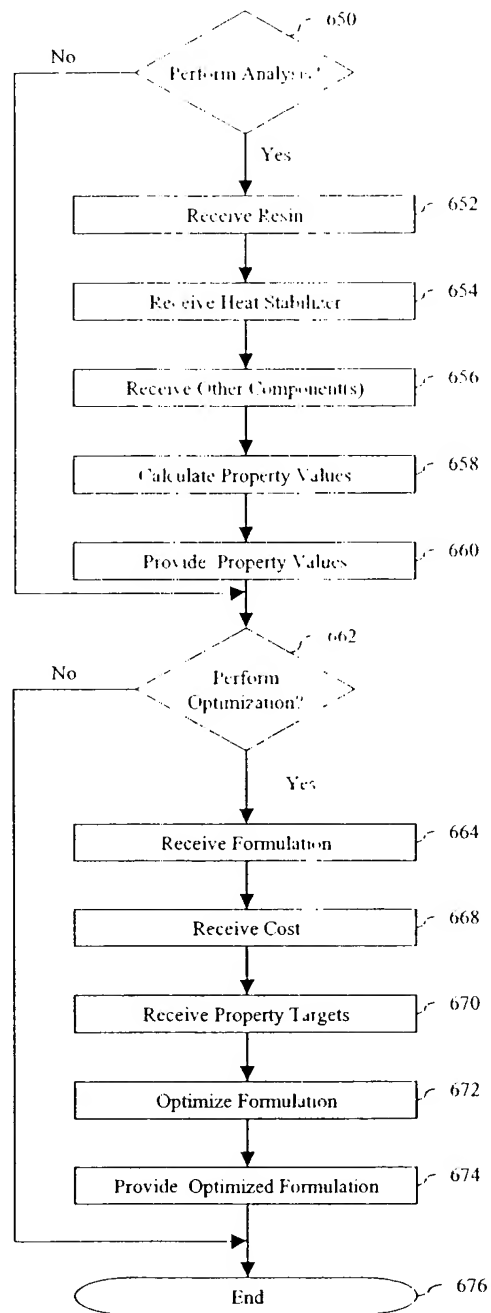 650
No
Perform Analysis?
Yes
Receive Resin
652
Receive Heat Stabilizer
654
Receive Other Component(s)
656
Calculate Property Values
658
Provide Property Values
660
662
No
Perform
Optimization?
Yes
Receive Formulation
664
Receive Cost
668
Receive Property Targets
670
Optimize Formulation
672
Provide Optimized Formulation
674
End
676